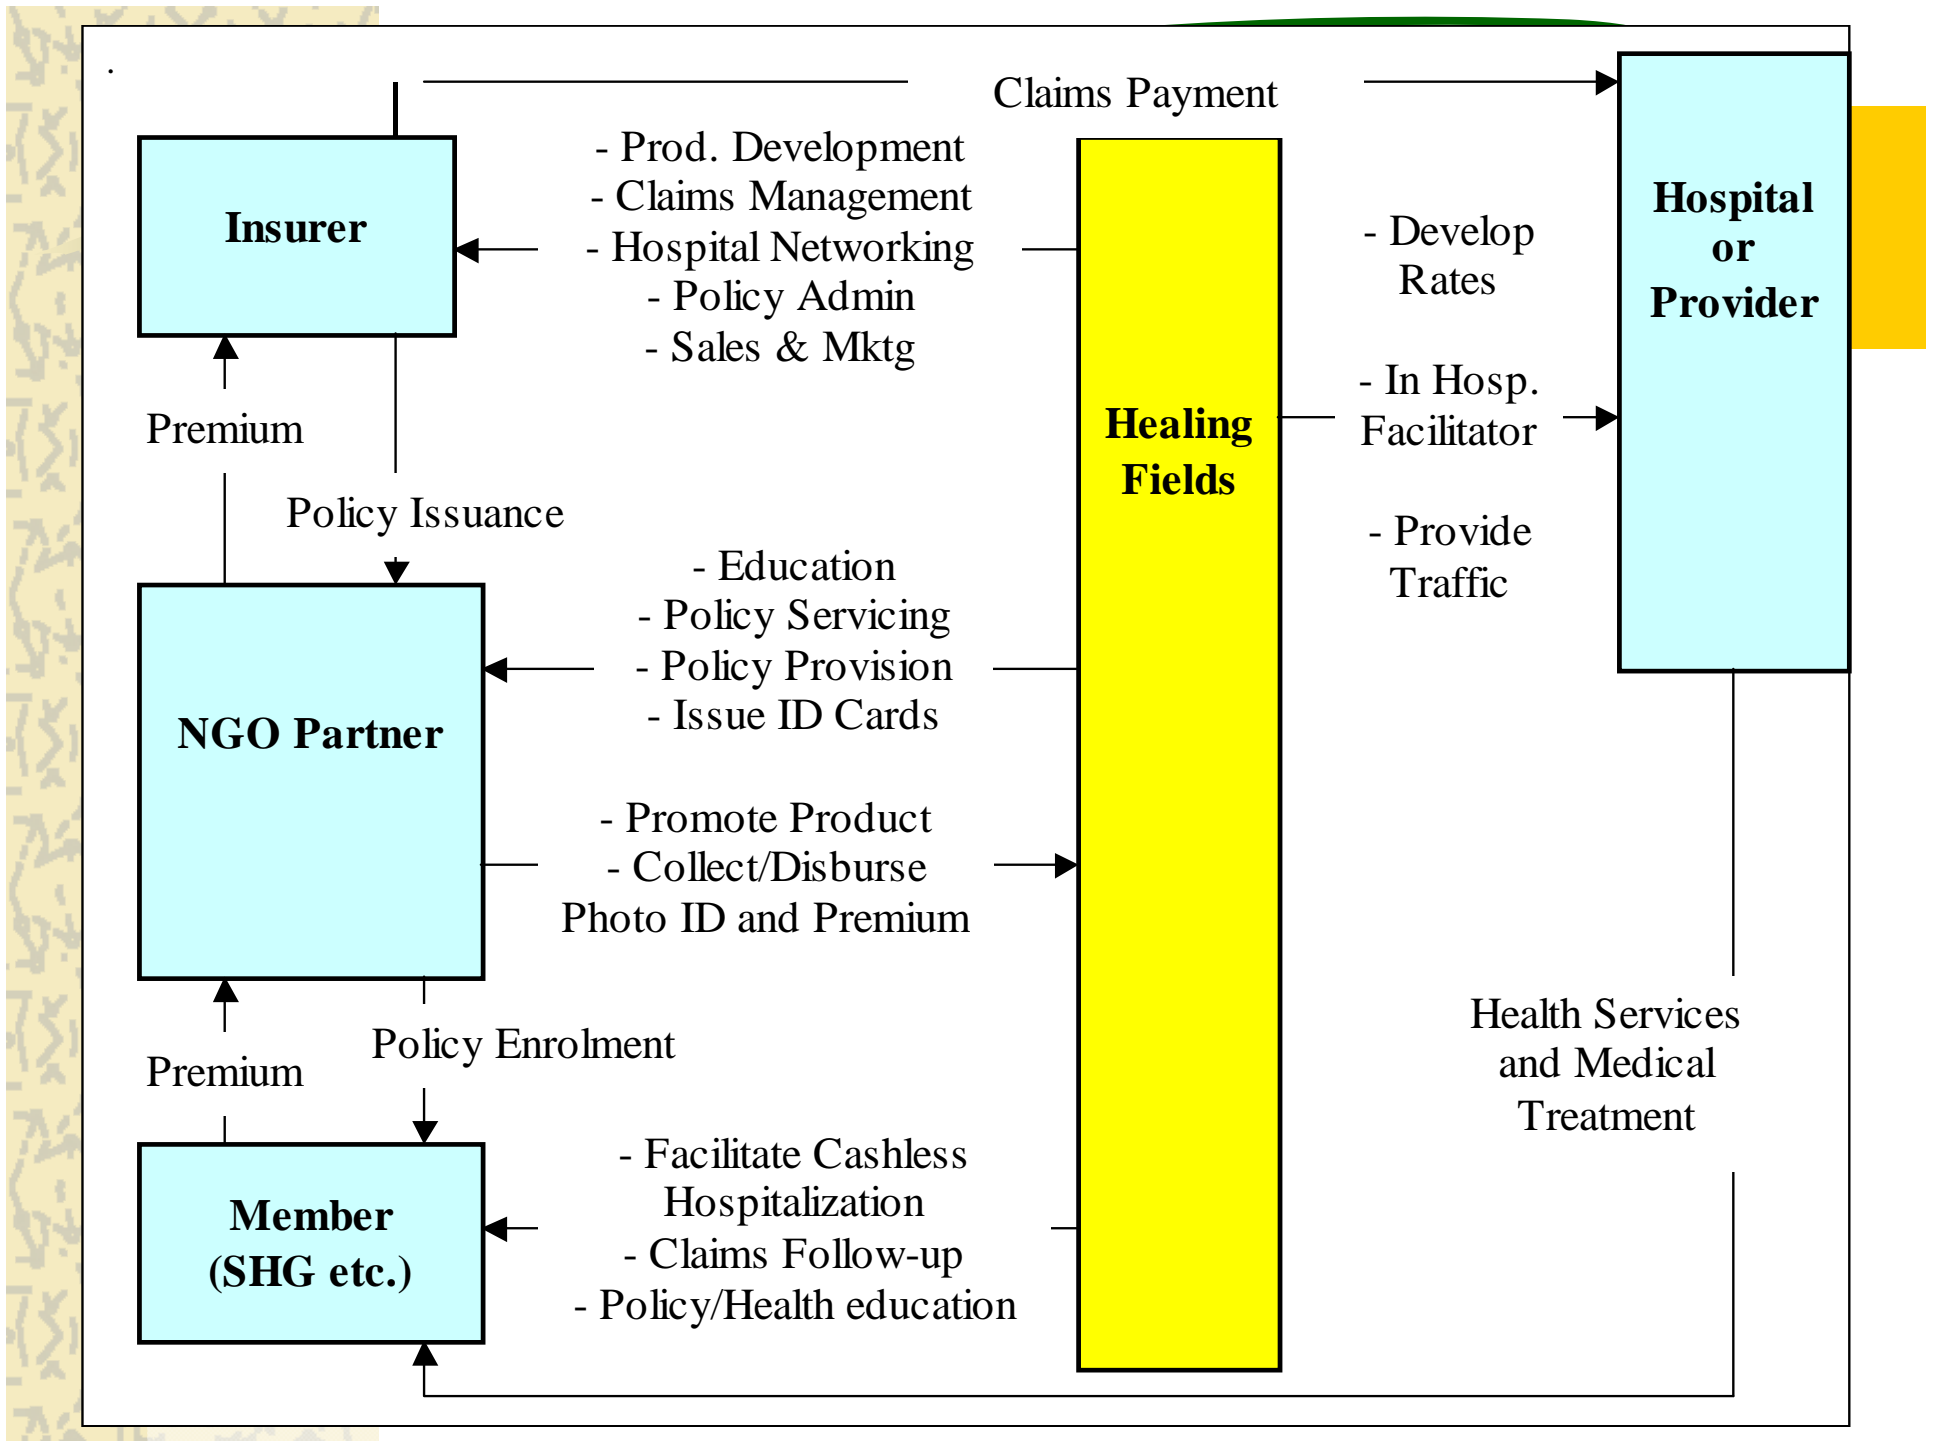 .
Claims Payment
- Prod. Development
- Claims Management
- Hospital Networking
- Policy Admin
- Sales & Mktg
Insurer
Hospital
or
Provider
- Develop
Rates
- In Hosp.
Facilitator
- Provide
Traffic
Healing
Fields
Premium
Policy Issuance
- Education
- Policy Servicing
- Policy Provision
- Issue ID Cards
NGO Partner
- Promote Product
- Collect/Disburse
Photo ID and Premium
Policy Enrolment
Premium
Health Services
and Medical
Treatment
- Facilitate Cashless
Hospitalization
- Claims Follow-up
- Policy/Health education
Member
(SHG etc.)